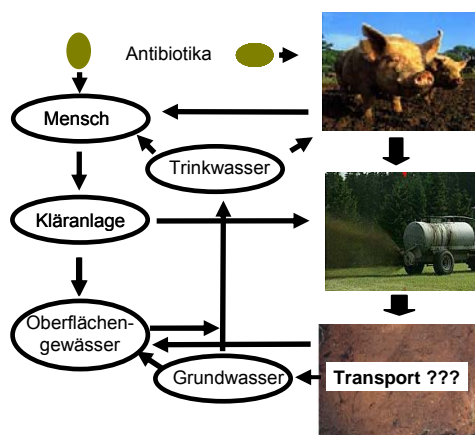 Antibiotika
Mensch
Trinkwasser
Kläranlage
Oberflächen-
gewässer
Grundwasser
Transport ???